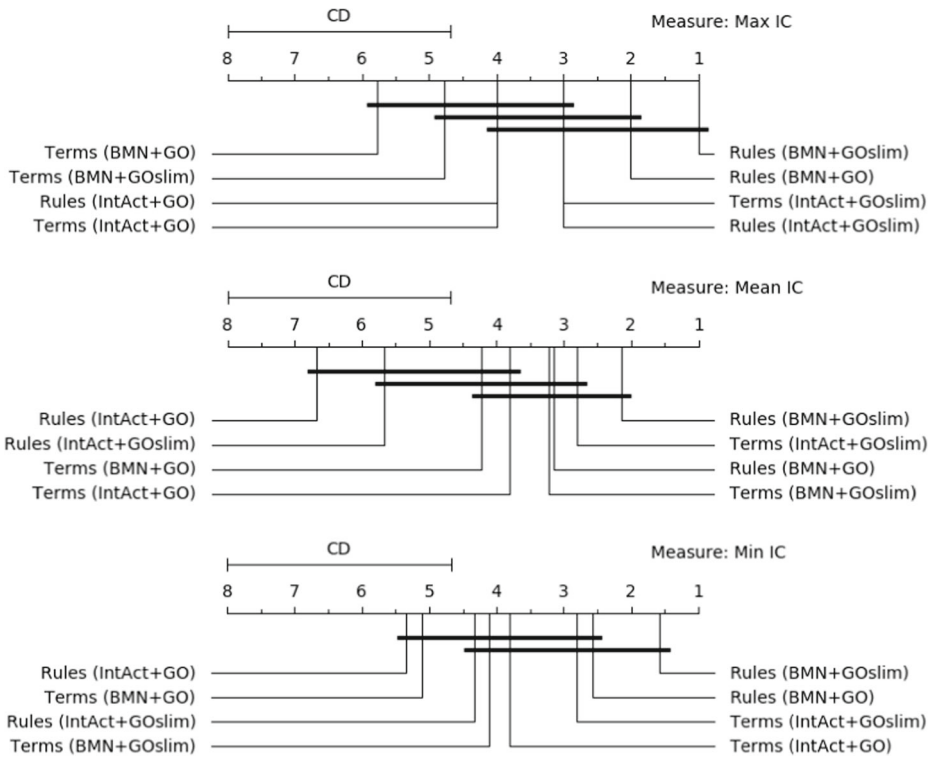 CD
Measure: Max IC
8 7 6 5 4 3 2 1
Terms (BMN+GO)
Rules (BMN+GOslim)
Terms (BMN+GOslim)
Rules (BMN+GO)
Rules (IntAct+GO)
Terms (IntAct+GOslim)
Terms (IntAct+GO)
Rules (IntAct+GOslim)
CD
Measure: Mean IC
8 7 6 5 4 3 2 1
Rules (IntAct+GO)
Rules (BMN+GOslim)
Rules (IntAct+GOslim)
Terms (IntAct+GOslim)
Terms (BMN+GO)
Rules (BMN+GO)
Terms (IntAct+GO)
Terms (BMN+GOslim)
CD
Measure: Min IC
8 7 6 5 4 3 2 1
Rules (IntAct+GO)
Rules (BMN+GOslim)
Terms (BMN+GO)
Rules (BMN+GO)
Rules (IntAct+GOslim)
Terms (IntAct+GOslim)
Terms (BMN+GOslim)
Terms (IntAct+GO)